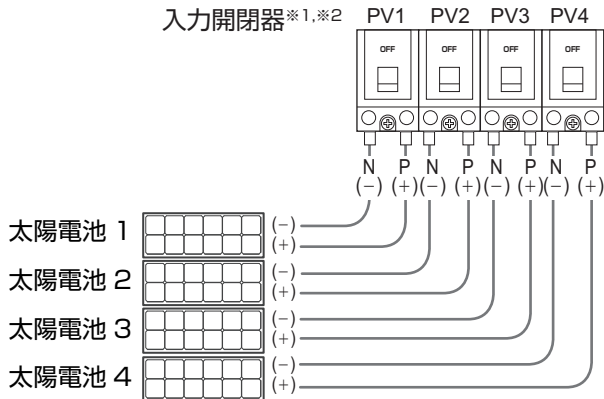 入力開閉器※1,※2 PV1 PV2 PV3 PV4
OFF OFF OFF OFF
N P N P N P N P
(−) (+) (−) (+) (−) (+) (−) (+)
太陽電池 1 (−)
(+)
太陽電池 2 (−)
(+)
太陽電池 3 (−)
(+)
太陽電池 4 (−)
(+)